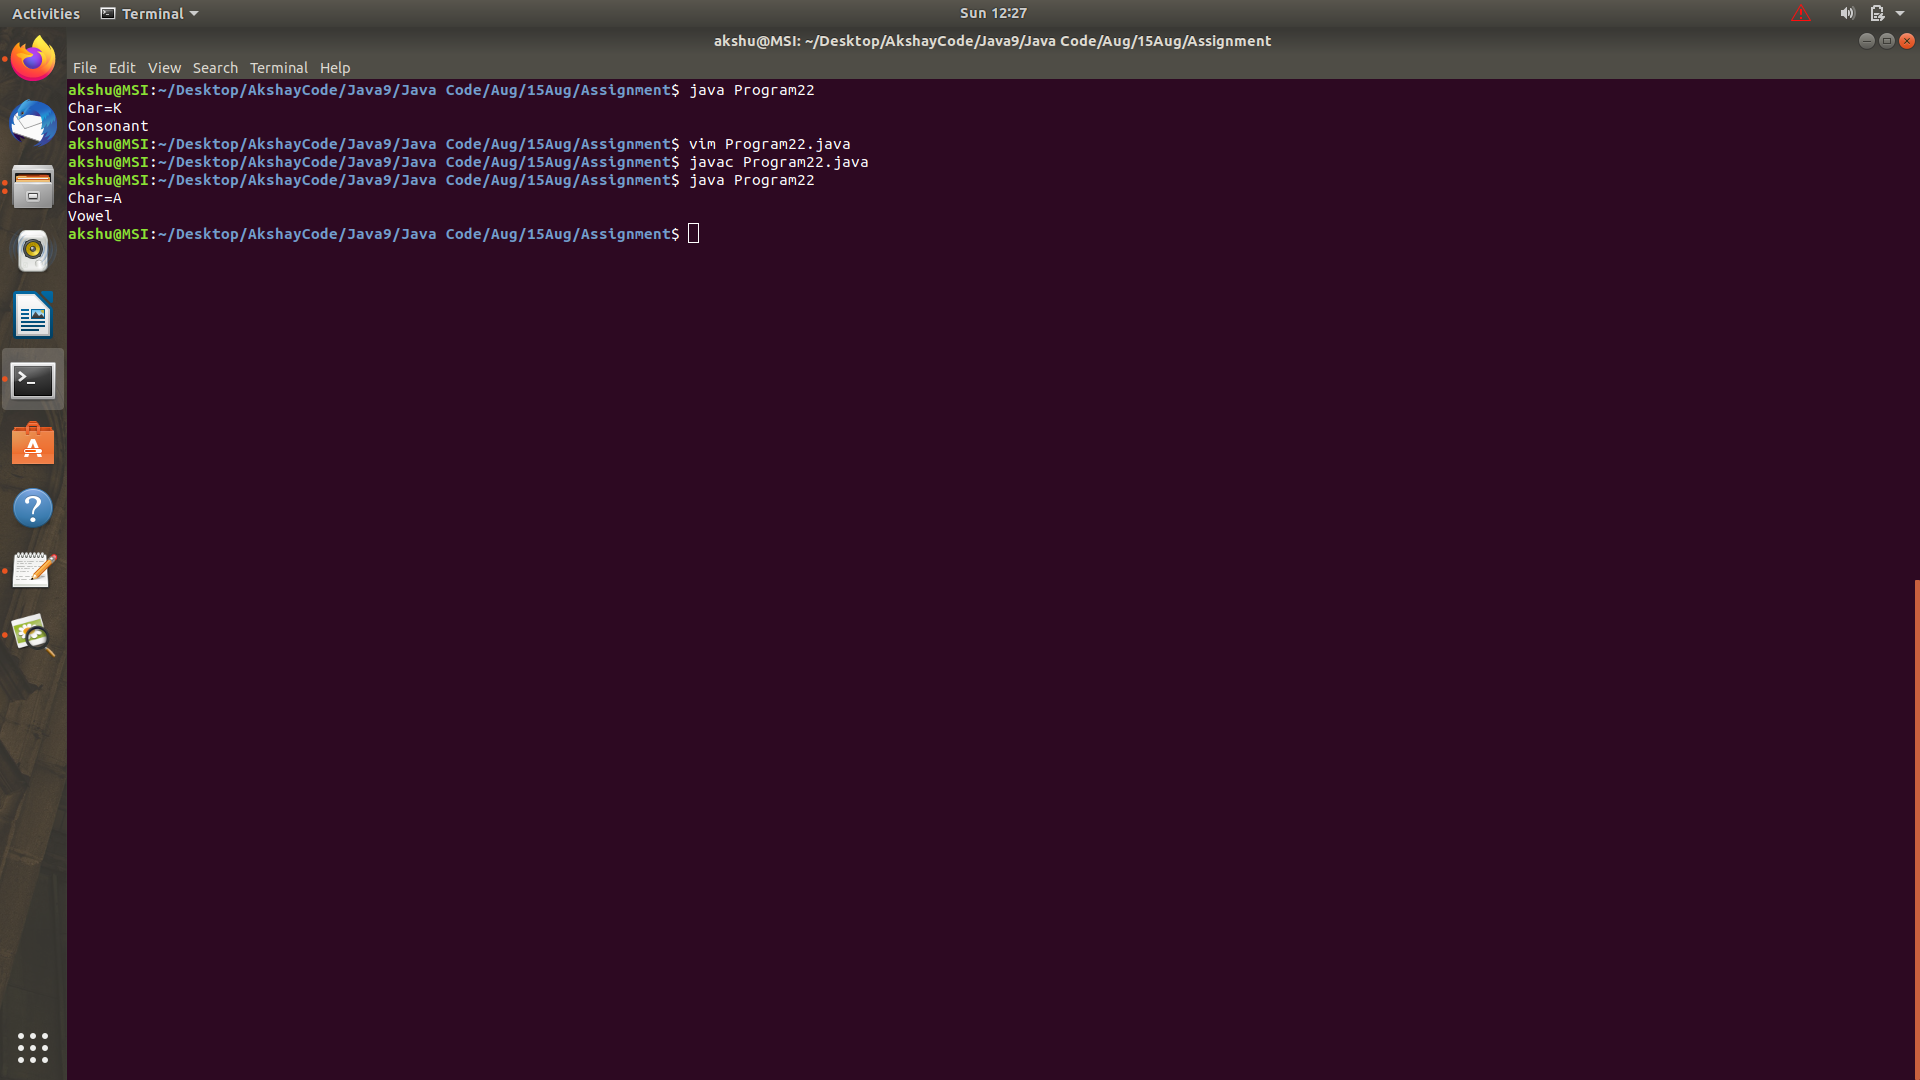 Activities Terminal Sun 12:27
akshu@MSI: ~/Desktop/AkshayCode/Java9/Java Code/Aug/15Aug/Assignment
File Edit View Search Terminal Help
akshu@MSI:~/Desktop/AkshayCode/Java9/Java Code/Aug/15Aug/Assignment$ java Program22
Char=K
Consonant
akshu@MSI:~/Desktop/AkshayCode/Java9/Java Code/Aug/15Aug/Assignment$ vim Program22.java
akshu@MSI:~/Desktop/AkshayCode/Java9/Java Code/Aug/15Aug/Assignment$ javac Program22.java
akshu@MSI:~/Desktop/AkshayCode/Java9/Java Code/Aug/15Aug/Assignment$ java Program22
Char=A
Vowel
akshu@MSI:~/Desktop/AkshayCode/Java9/Java Code/Aug/15Aug/Assignment$